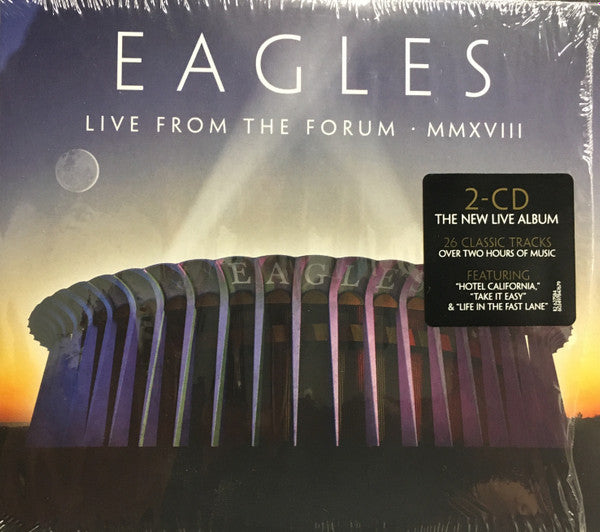 EAGLES
LIVE FROM THE FORUM · MMXVIII
2-CD
THE NEW LIVE ALBUM
26 CLASSIC TRACKS
OVER TWO HOURS OF MUSIC
EAGLES
FEATURING
"HOTEL CALIFORNIA,"
"TAKE IT EASY"
& "LIFE IN THE FAST LANE"